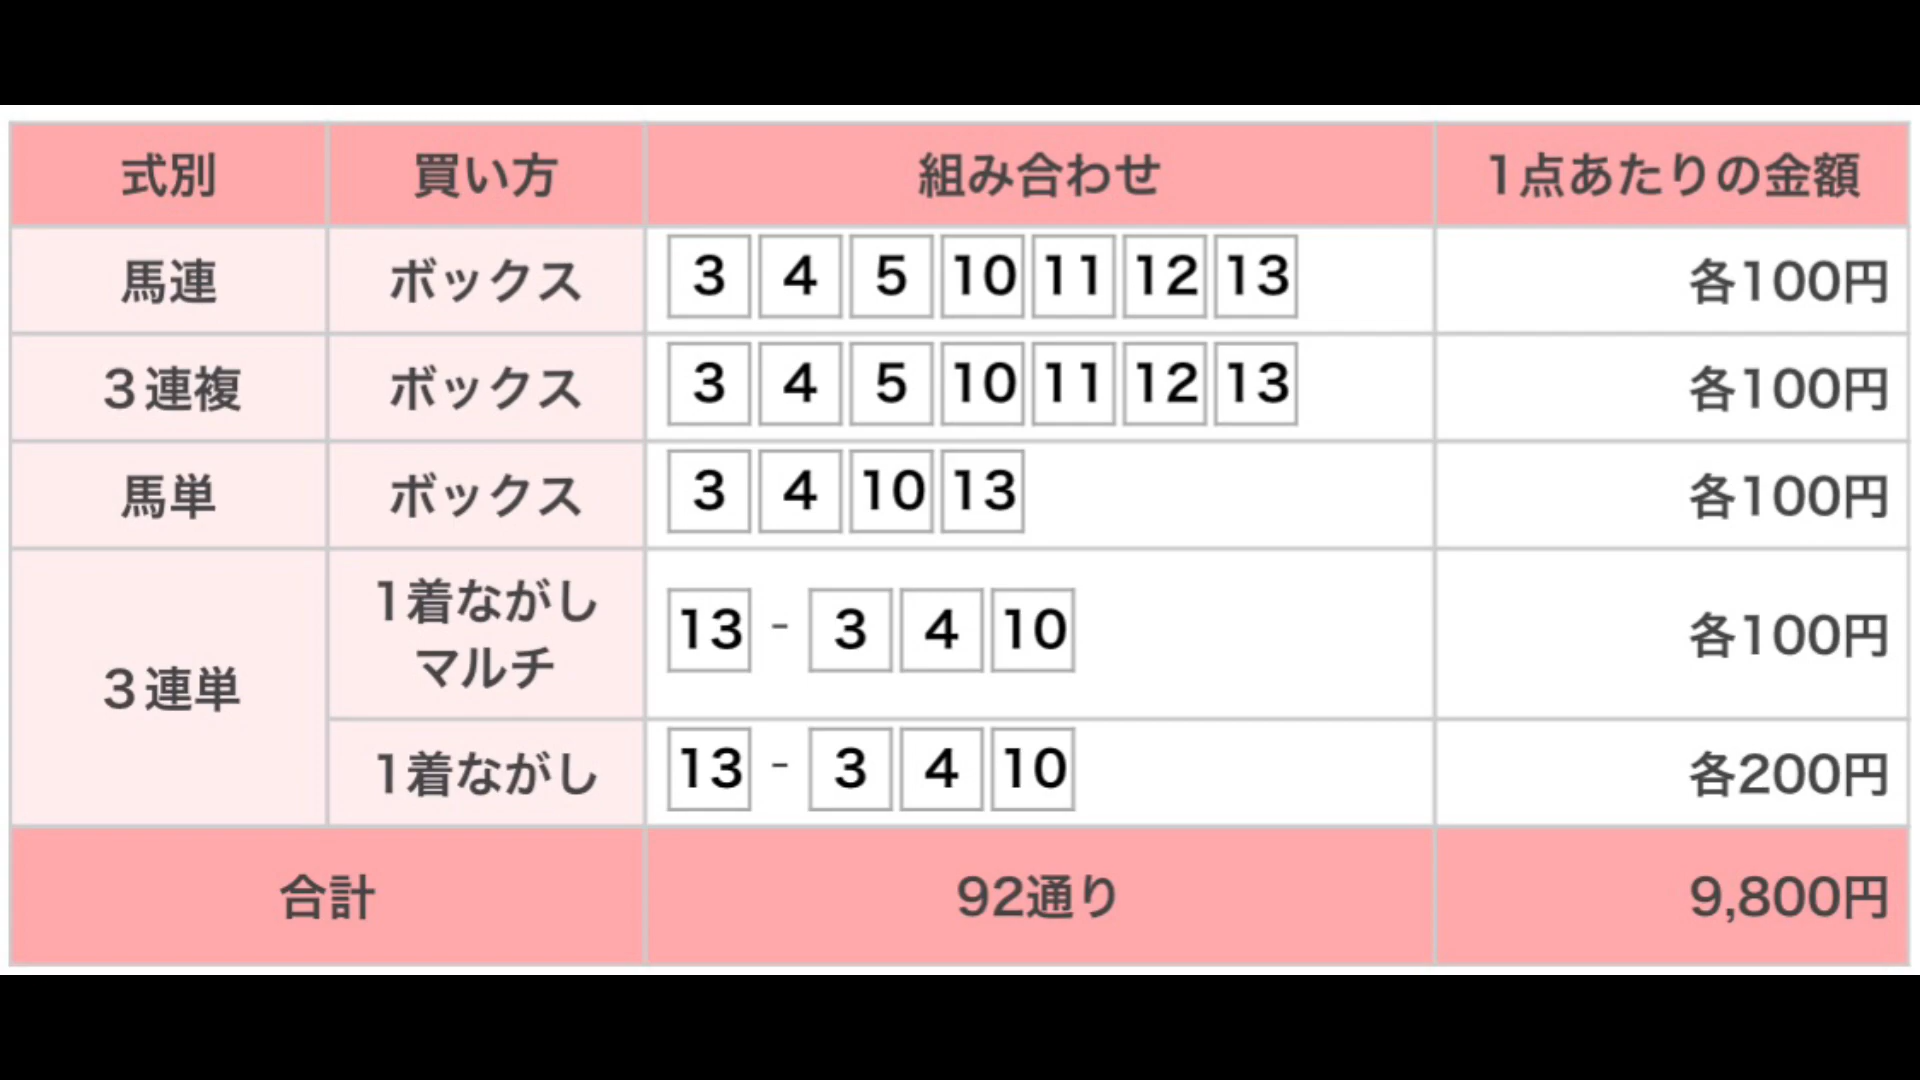 式別 買い方 組み合わせ 1点あたりの金額
馬連 ボックス 3 4 5 10 11 12 13 各100円
3連複 ボックス 3 4 5 10 11 12 13 各100円
馬単 ボックス 3 4 10 13 各100円
3連単 1着ながし
マルチ 13 - 3 4 10 各100円
1着ながし 13 - 3 4 10 各200円
合計 92通り 9,800円